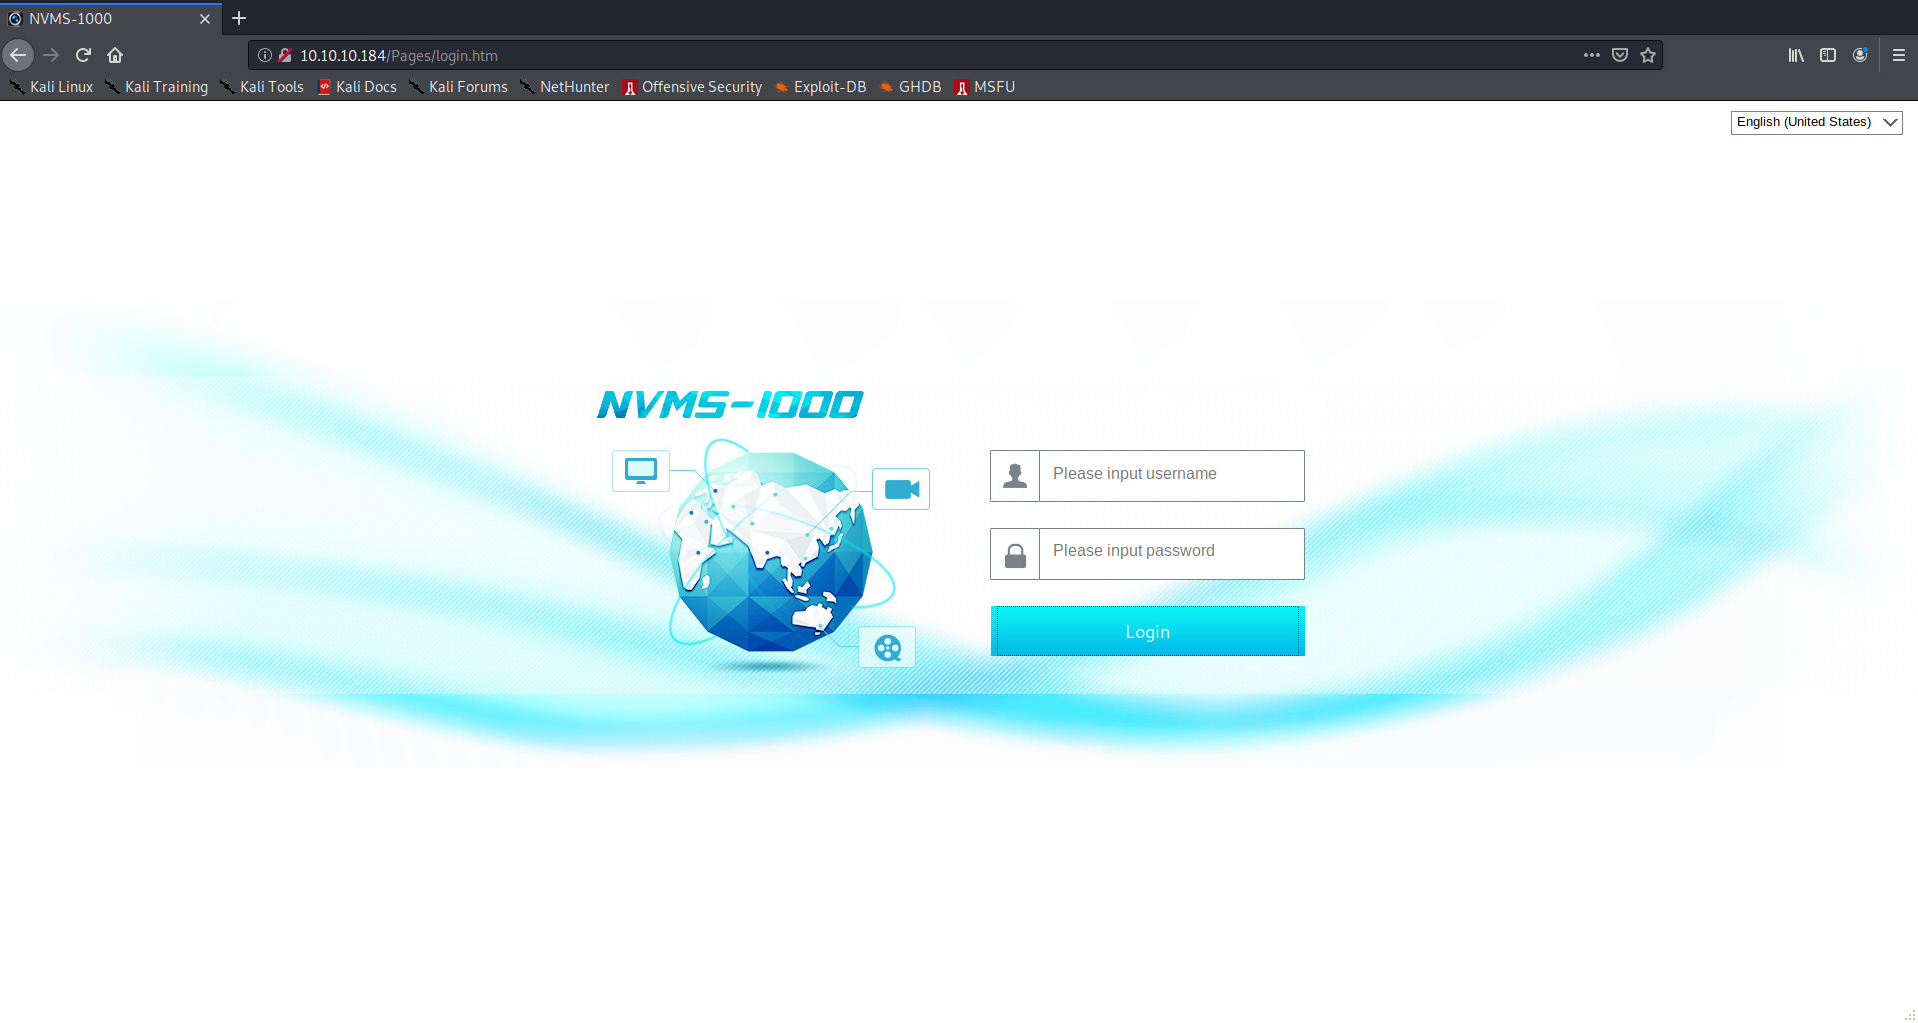 NVMS-1000
10.10.10.184/Pages/login.htm
Kali Linux Kali Training Kali Tools Kali Docs Kali Forums NetHunter Offensive Security Exploit-DB GHDB MSFU
English (United States)
NVMS-1000
Please input username
Please input password
Login